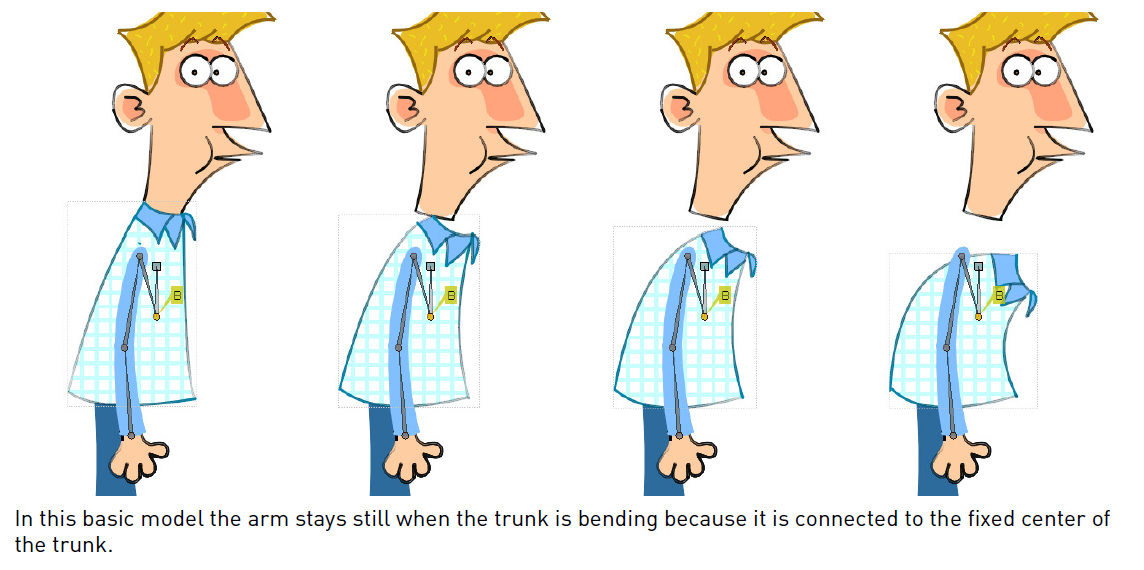 B B B B
In this basic model the arm stays still when the trunk is bending because it is connected to the fixed center of
the trunk.